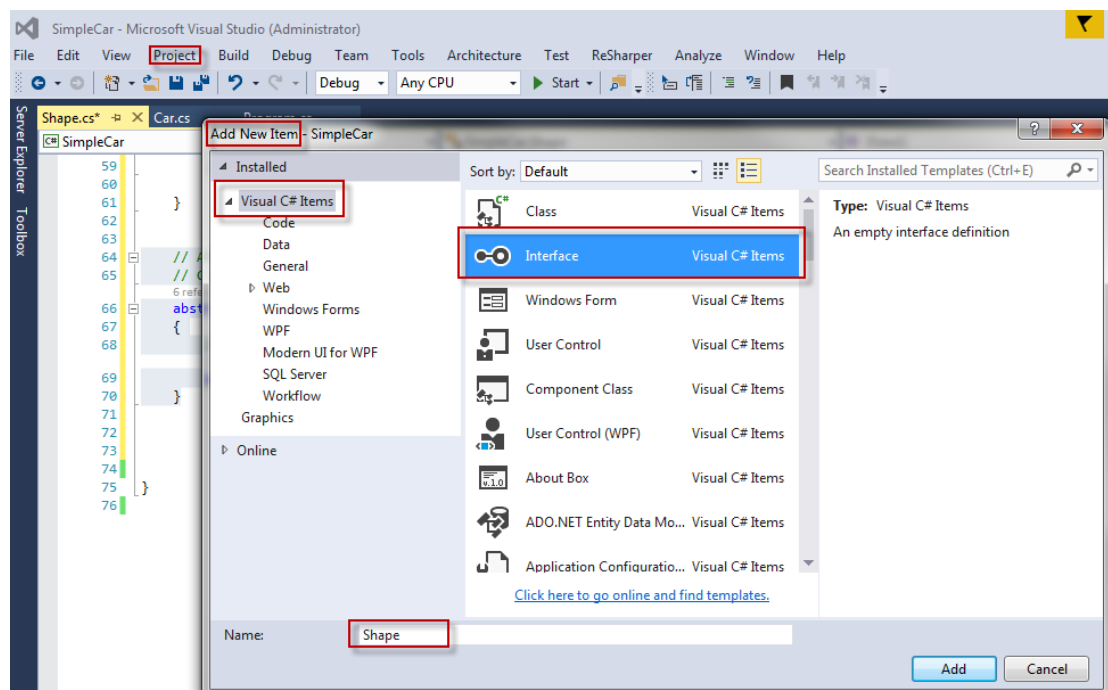 SimpleCar - Microsoft Visual Studio (Administrator)
File Edit View Project Build Debug Team Tools Architecture Test ReSharper Analyze Window Help
Debug Any CPU Start
Server Explorer
Toolbox
Shape.cs* Car.cs
C# SimpleCar
59
60
61 }
62
63
64 //
65 //
6 refe
66 abst
67 {
68
69
70 }
71
72
73
74
75 }
76
Add New Item - SimpleCar
Installed
Visual C# Items
Code
Data
General
Web
Windows Forms
WPF
Modern UI for WPF
SQL Server
Workflow
Graphics
Online
Sort by: Default
C# Class Visual C# Items
Interface Visual C# Items
Windows Form Visual C# Items
User Control Visual C# Items
Component Class Visual C# Items
User Control (WPF) Visual C# Items
v.1.0 About Box Visual C# Items
ADO.NET Entity Data Mo... Visual C# Items
Application Configuratio... Visual C# Items
Click here to go online and find templates.
Search Installed Templates (Ctrl+E)
Type: Visual C# Items
An empty interface definition
Name: Shape
Add Cancel